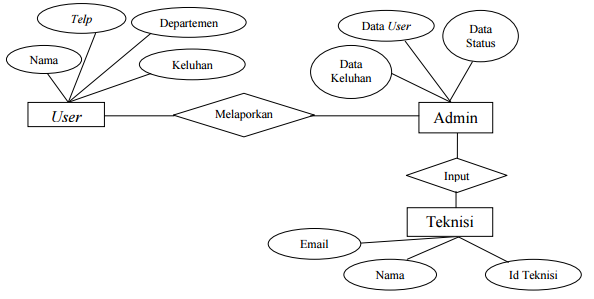 Telp
Departemen
Nama
Keluhan
User
Melaporkan
Data User
Data
Status
Data
Keluhan
Admin
Input
Teknisi
Email
Nama
Id Teknisi